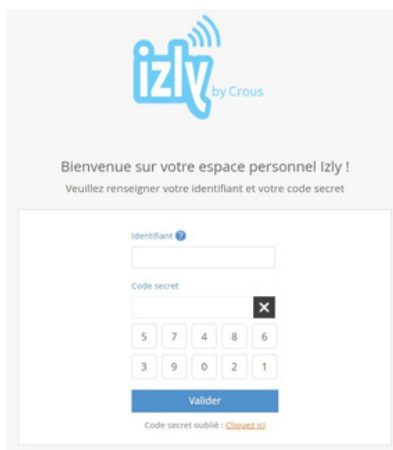 izly by Crous
Bienvenue sur votre espace personnel Izly !
Veuillez renseigner votre identifiant et votre code secret
Identifiant ?
Code secret
5 7 4 8 6
3 9 0 2 1
Valider
Code secret oublié : Cliquez ici